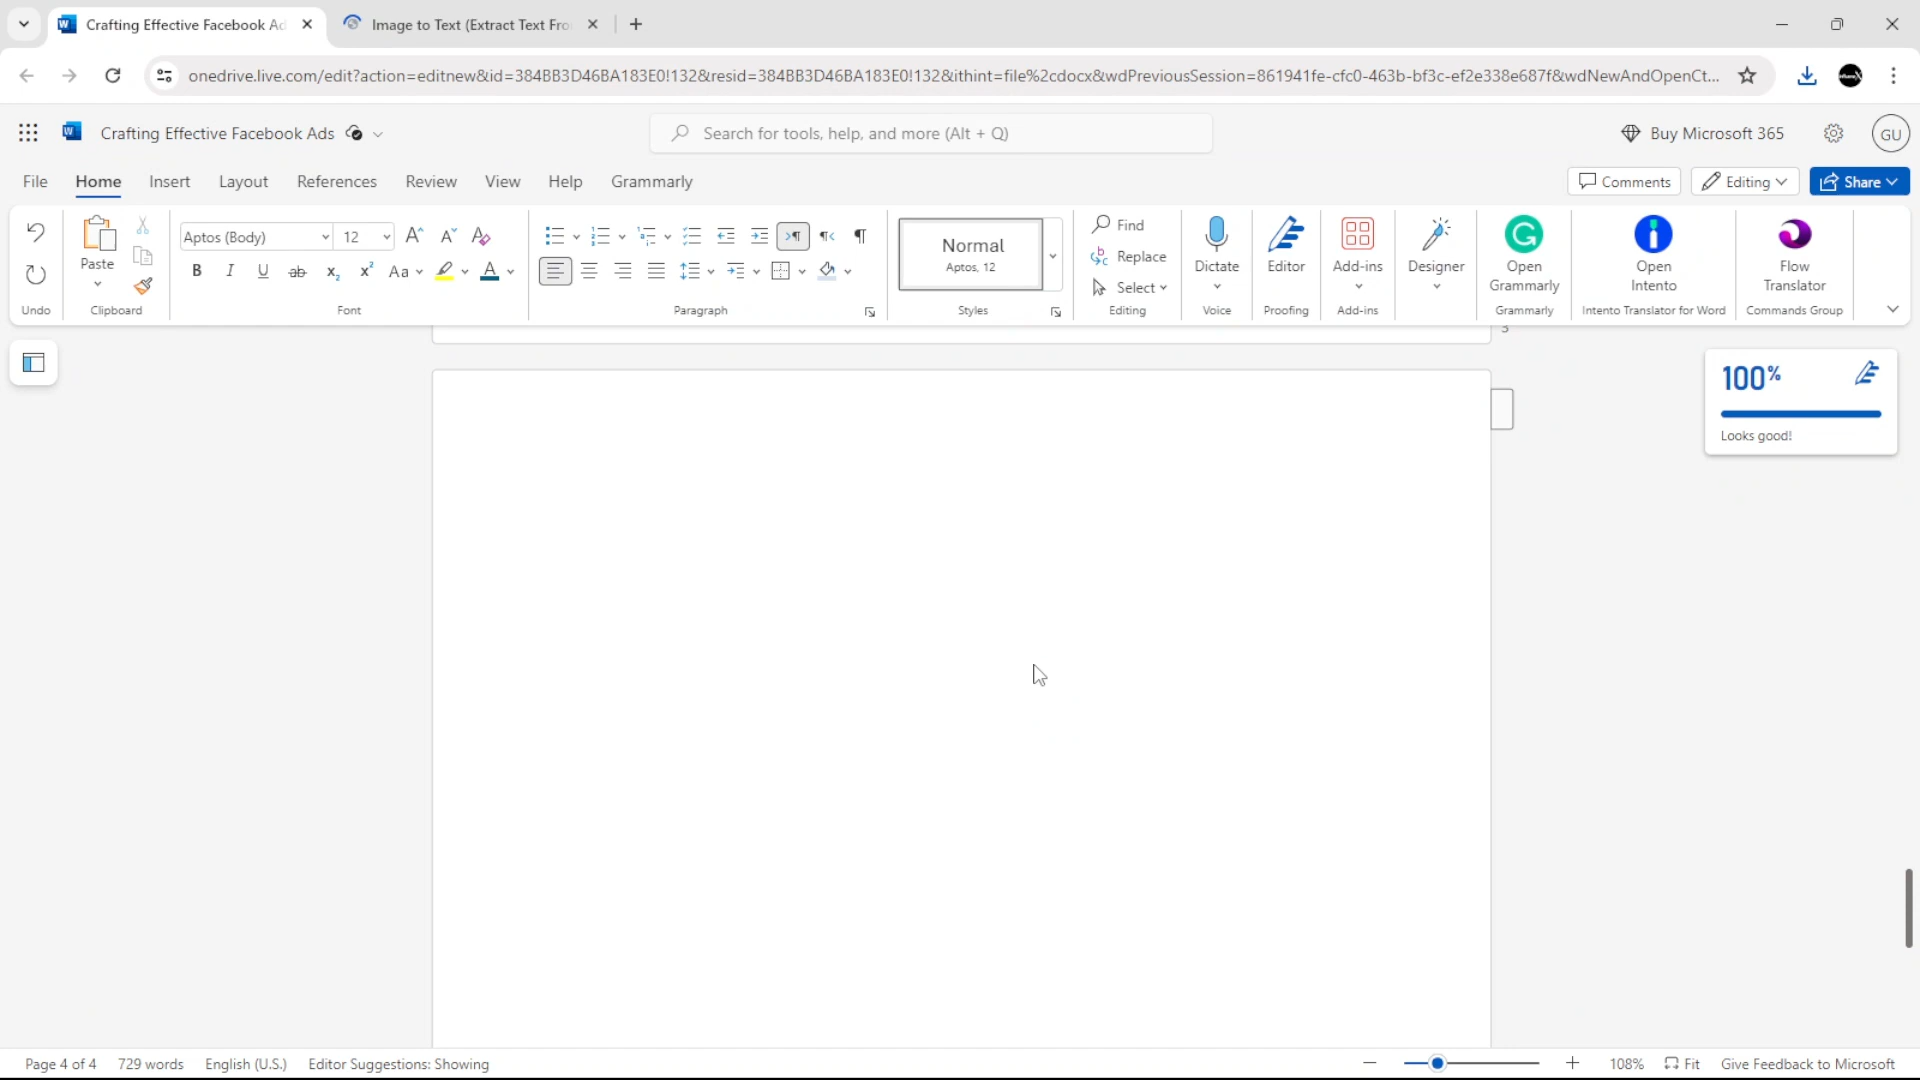 Crafting Effective Facebook Ad
Image to Text (Extract Text Fro
onedrive.live.com/edit?action=editnew&id=384BB3D46BA183E0!132&resid=384BB3D46BA183E0!132&ithint=file%2cdocx&wdPreviousSession=861941fe-cfc0-463b-bf3c-ef2e338e687f&wdNewAndOpenCt...
W Crafting Effective Facebook Ads
Search for tools, help, and more (Alt + Q)
Buy Microsoft 365
GU
File Home Insert Layout References Review View Help Grammarly
Comments Editing Share
Paste
Aptos (Body) 12
Normal
Aptos, 12
Find
Replace
Select
Dictate
Editor
Add-ins
Designer
Open Grammarly
Open Intento
Flow Translator
B I U ab x₂ x² Aa A
Undo Clipboard Font Paragraph Styles Editing Voice Proofing Add-ins Grammarly Intento Translator for Word Commands Group
3
100%
Looks good!
Page 4 of 4 729 words English (U.S.) Editor Suggestions: Showing
108% Fit Give Feedback to Microsoft